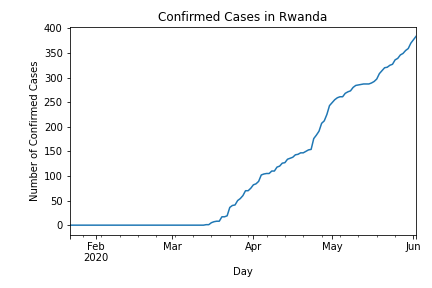 Confirmed Cases in Rwanda
Number of Confirmed Cases
400
350
300
250
200
150
100
50
0
Feb Mar Apr May Jun
2020
Day